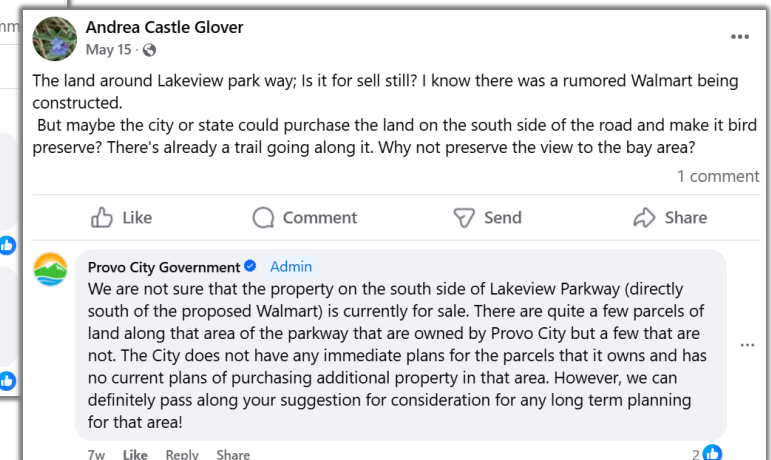 mm
Andrea Castle Glover
May 15 ·
The land around Lakeview park way; Is it for sell still? I know there was a rumored Walmart being
constructed.
But maybe the city or state could purchase the land on the south side of the road and make it bird
preserve? There's already a trail going along it. Why not preserve the view to the bay area?
1 comment
Like Comment Send Share
Provo City Government Admin
We are not sure that the property on the south side of Lakeview Parkway (directly
south of the proposed Walmart) is currently for sale. There are quite a few parcels of
land along that area of the parkway that are owned by Provo City but a few that are
not. The City does not have any immediate plans for the parcels that it owns and has
no current plans of purchasing additional property in that area. However, we can
definitely pass along your suggestion for consideration for any long term planning
for that area!
7w Like Reply Share 2